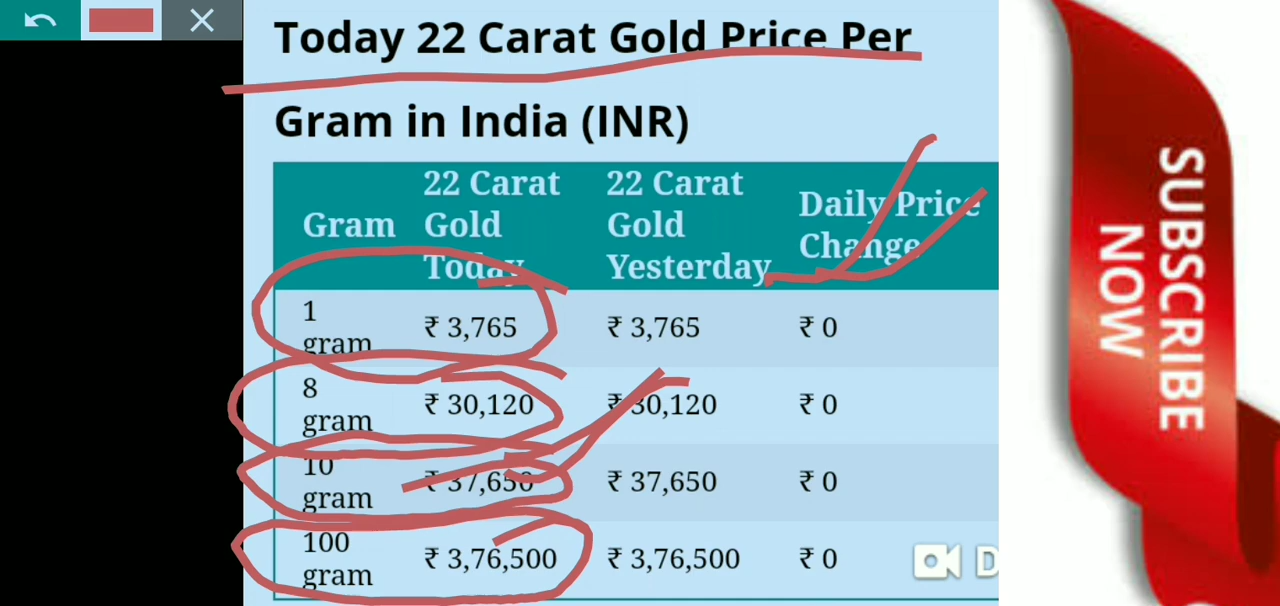 Today 22 Carat Gold Price Per
Gram in India (INR)
Gram
22 Carat Gold Today
22 Carat Gold Yesterday
Daily Price Change
1 gram ₹ 3,765 ₹ 3,765 ₹ 0
8 gram ₹ 30,120 ₹ 30,120 ₹ 0
10 gram ₹ 37,650 ₹ 37,650 ₹ 0
100 gram ₹ 3,76,500 ₹ 3,76,500 ₹ 0
D
SUBSCRIBE
NOW